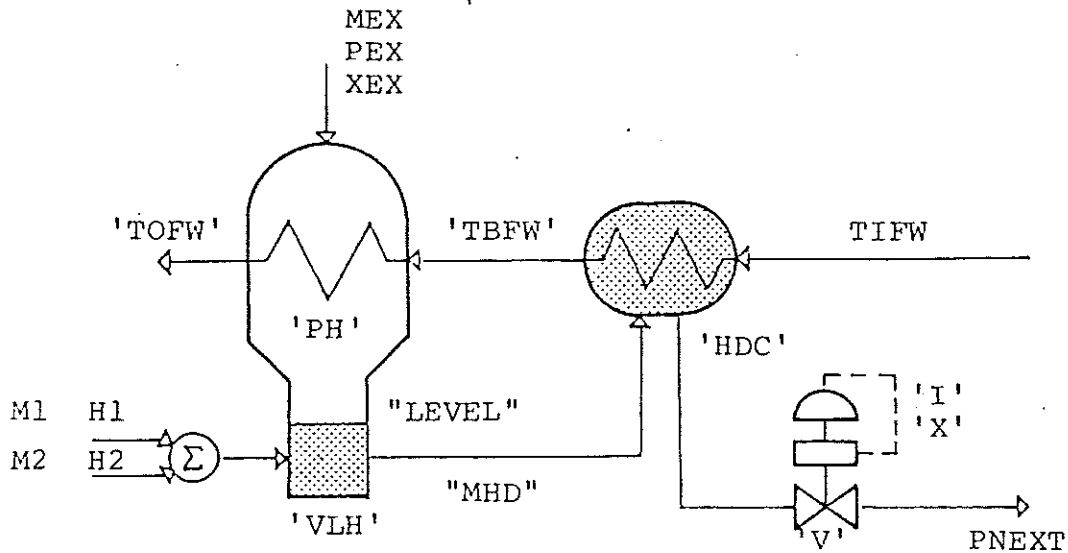 MEX
PEX
XEX
'TOFW'
'TBFW'
TIFW
'PH'
'HDC'
M1 H1
"LEVEL"
'I'
'X'
M2 H2
Σ
"MHD"
'VLH'
'V'
PNEXT